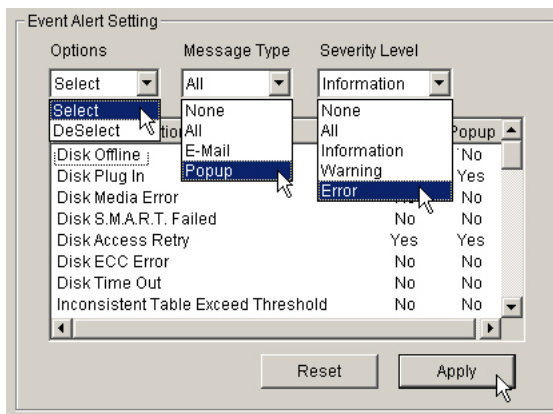 Event Alert Setting
Options Message Type Severity Level
Select All Information
Select None None
DeSelect All All
E-Mail Information
Popup Warning
Error
Popup
Disk Offline No
Disk Plug In Yes
Disk Media Error No
Disk S.M.A.R.T. Failed No No
Disk Access Retry Yes Yes
Disk ECC Error No No
Disk Time Out No No
Inconsistent Table Exceed Threshold No No
Reset Apply